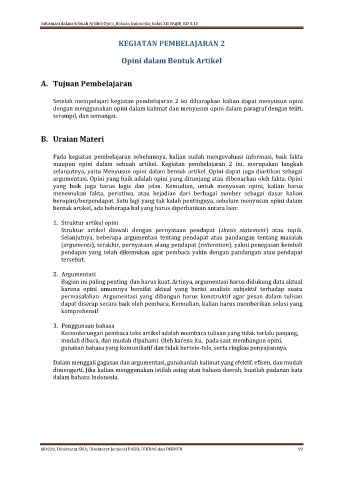 Informasi dalam Sebuah Artikel Opini_Bahasa Indonesia_Kelas XII Wajib_KD 3.10
KEGIATAN PEMBELAJARAN 2
Opini dalam Bentuk Artikel
A. Tujuan Pembelajaran
Setelah mempelajari kegiatan pembelajaran 2 ini diharapkan kalian dapat menyusun opini
dengan menggunakan opini dalam kalimat dan menyusun opini dalam paragraf dengan teliti,
terampil, dan semangat.
B. Uraian Materi
Pada kegiatan pembelajaran sebelumnya, kalian sudah mengevaluasi informasi, baik fakta
maupun opini dalam sebuah artikel. Kegiatan pembelajaran 2 ini, merupakan langkah
selanjutnya, yaitu Menyusun opini dalam bentuk artikel. Opini dapat juga diartikan sebagai
argumentasi. Opini yang baik adalah opini yang ditunjang atau dibenarkan oleh fakta. Opini
yang baik juga harus logis dan jelas. Kemudian, untuk menyusun opini, kalian harus
menemukan fakta, peristiwa, atau kejadian dari berbagai sumber sebagai dasar kalian
beropini/berpendapat. Satu lagi yang tak kalah pentingnya, sebelum menyusun opini dalam
bentuk artikel, ada beberapa hal yang harus diperhatikan antara lain:
1. Struktur artikel opini
Struktur artikel diawali dengan pernyataan pendapat (thesis statement) atau topik.
Selanjutnya, beberapa argumentasi tentang pendapat atau pandangan tentang masalah
(arguments), terakhir, pernyataan ulang pendapat (reiteration), yakni penegasan kembali
pendapat yang telah dikemukan agar pembaca yakin dengan pandangan atau pendapat
tersebut.
2. Argumentasi
Bagian ini paling penting dan harus kuat. Artinya, argumentasi harus didukung data aktual
karena opini umumnya bersifat aktual yang berisi analisis subjektif terhadap suatu
permasalahan. Argumentasi yang dibangun harus konstruktif agar pesan dalam tulisan
dapat diserap secara baik oleh pembaca. Kemudian, kalian harus memberikan solusi yang
komprehensif
3. Penggunaan bahasa
Kecenderungan pembaca teks artikel adalah membaca tulisan yang tidak terlalu panjang,
mudah dibaca, dan mudah dipahami. Oleh karena itu, pada saat membangun opini,
gunakan bahasa yang komunikatif dan tidak bertele-tele, serta ringkas penyajiannya.
Dalam menggali gagasan dan argumentasi, gunakanlah kalimat yang efektif, efisen, dan mudah
dimengerti. Jika kalian menggunakan istilah asing atau bahasa daerah, buatlah padanan kata
dalam bahasa Indonesia.
@2020, Direktorat SMA, Direktorat Jenderal PAUD, DIKDAS dan DIKMEN 19